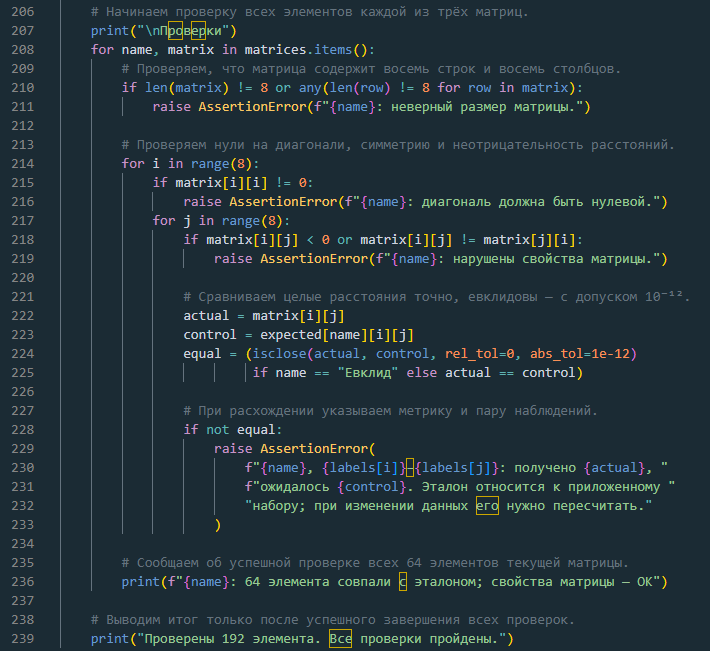 206 # Начинаем проверку всех элементов каждой из трёх матриц.
207 print("\nПроверки")
208 for name, matrix in matrices.items():
209 # Проверяем, что матрица содержит восемь строк и восемь столбцов.
210 if len(matrix) != 8 or any(len(row) != 8 for row in matrix):
211 raise AssertionError(f"{name}: неверный размер матрицы.")
212
213 # Проверяем нули на диагонали, симметрию и неотрицательность расстояний.
214 for i in range(8):
215 if matrix[i][i] != 0:
216 raise AssertionError(f"{name}: диагональ должна быть нулевой.")
217 for j in range(8):
218 if matrix[i][j] < 0 or matrix[i][j] != matrix[j][i]:
219 raise AssertionError(f"{name}: нарушены свойства матрицы.")
220
221 # Сравниваем целые расстояния точно, евклидовы — с допуском 10⁻¹².
222 actual = matrix[i][j]
223 control = expected[name][i][j]
224 equal = (isclose(actual, control, rel_tol=0, abs_tol=1e-12)
225 if name == "Евклид" else actual == control)
226
227 # При расхождении указываем метрику и пару наблюдений.
228 if not equal:
229 raise AssertionError(
230 f"{name}, {labels[i]}–{labels[j]}: получено {actual}, "
231 f"ожидалось {control}. Эталон относится к приложенному "
232 "набору; при изменении данных его нужно пересчитать."
233 )
234
235 # Сообщаем об успешной проверке всех 64 элементов текущей матрицы.
236 print(f"{name}: 64 элемента совпали с эталоном; свойства матрицы — OK")
237
238 # Выводим итог только после успешного завершения всех проверок.
239 print("Проверены 192 элемента. Все проверки пройдены.")